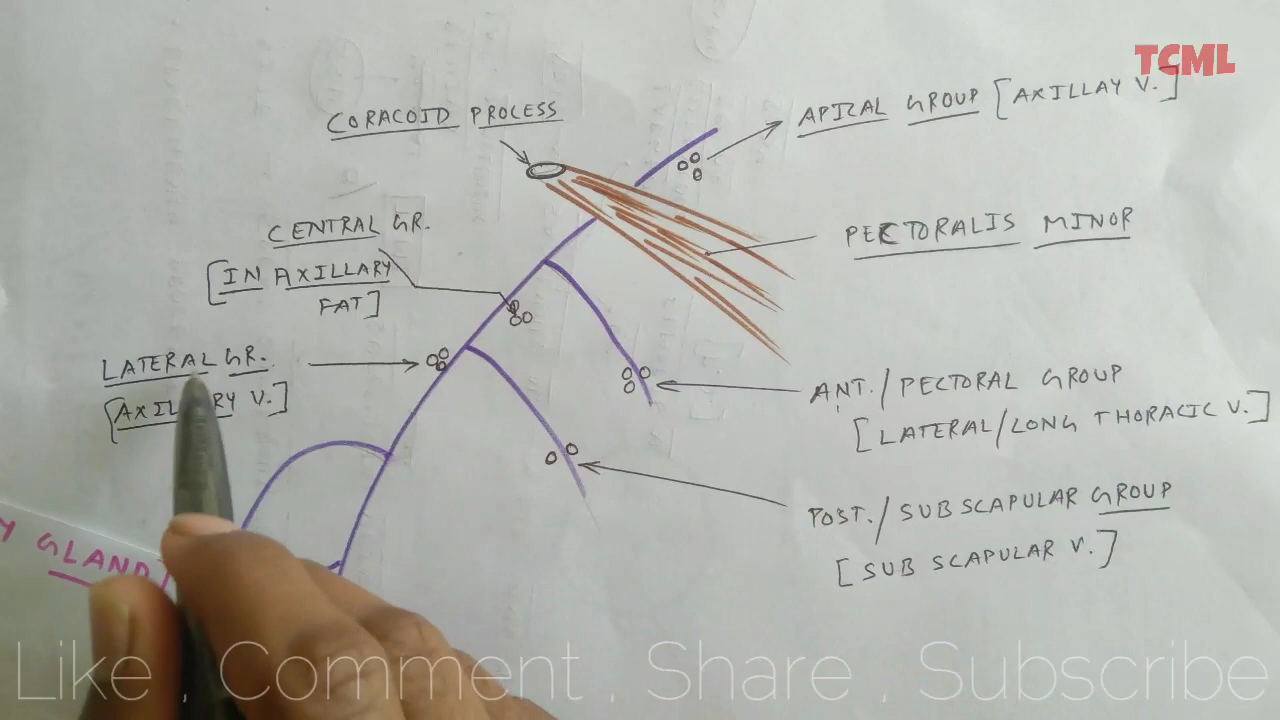 TCML
CORACOID PROCESS
APICAL GROUP [AXILLAY V.]
CENTRAL GR.
[IN AXILLARY
FAT]
PECTORALIS MINOR
LATERAL GR.
[AXILLARY V.]
ANT./PECTORAL GROUP
[LATERAL/LONG THORACIC V.]
POST./SUBSCAPULAR GROUP
[SUB SCAPULAR V.]
Y GLAND
Like , Comment , Share , Subscribe